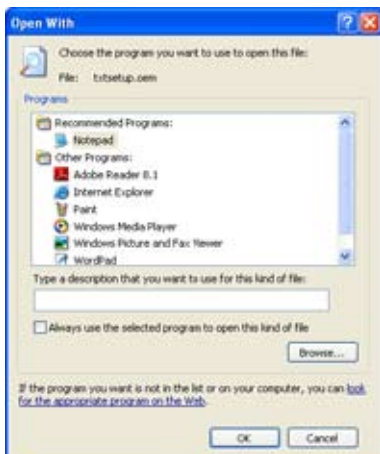 Open With
Choose the program you want to use to open this file:
File: txtsetup.oem
Programs
Recommended Programs:
Notepad
Other Programs:
Adobe Reader 8.1
Internet Explorer
Paint
Windows Media Player
Windows Picture and Fax Viewer
WordPad
Type a description that you want to use for this kind of file:
Always use the selected program to open this kind of file
Browse...
If the program you want is not in the list or on your computer, you can look
for the appropriate program on the Web.
OK
Cancel